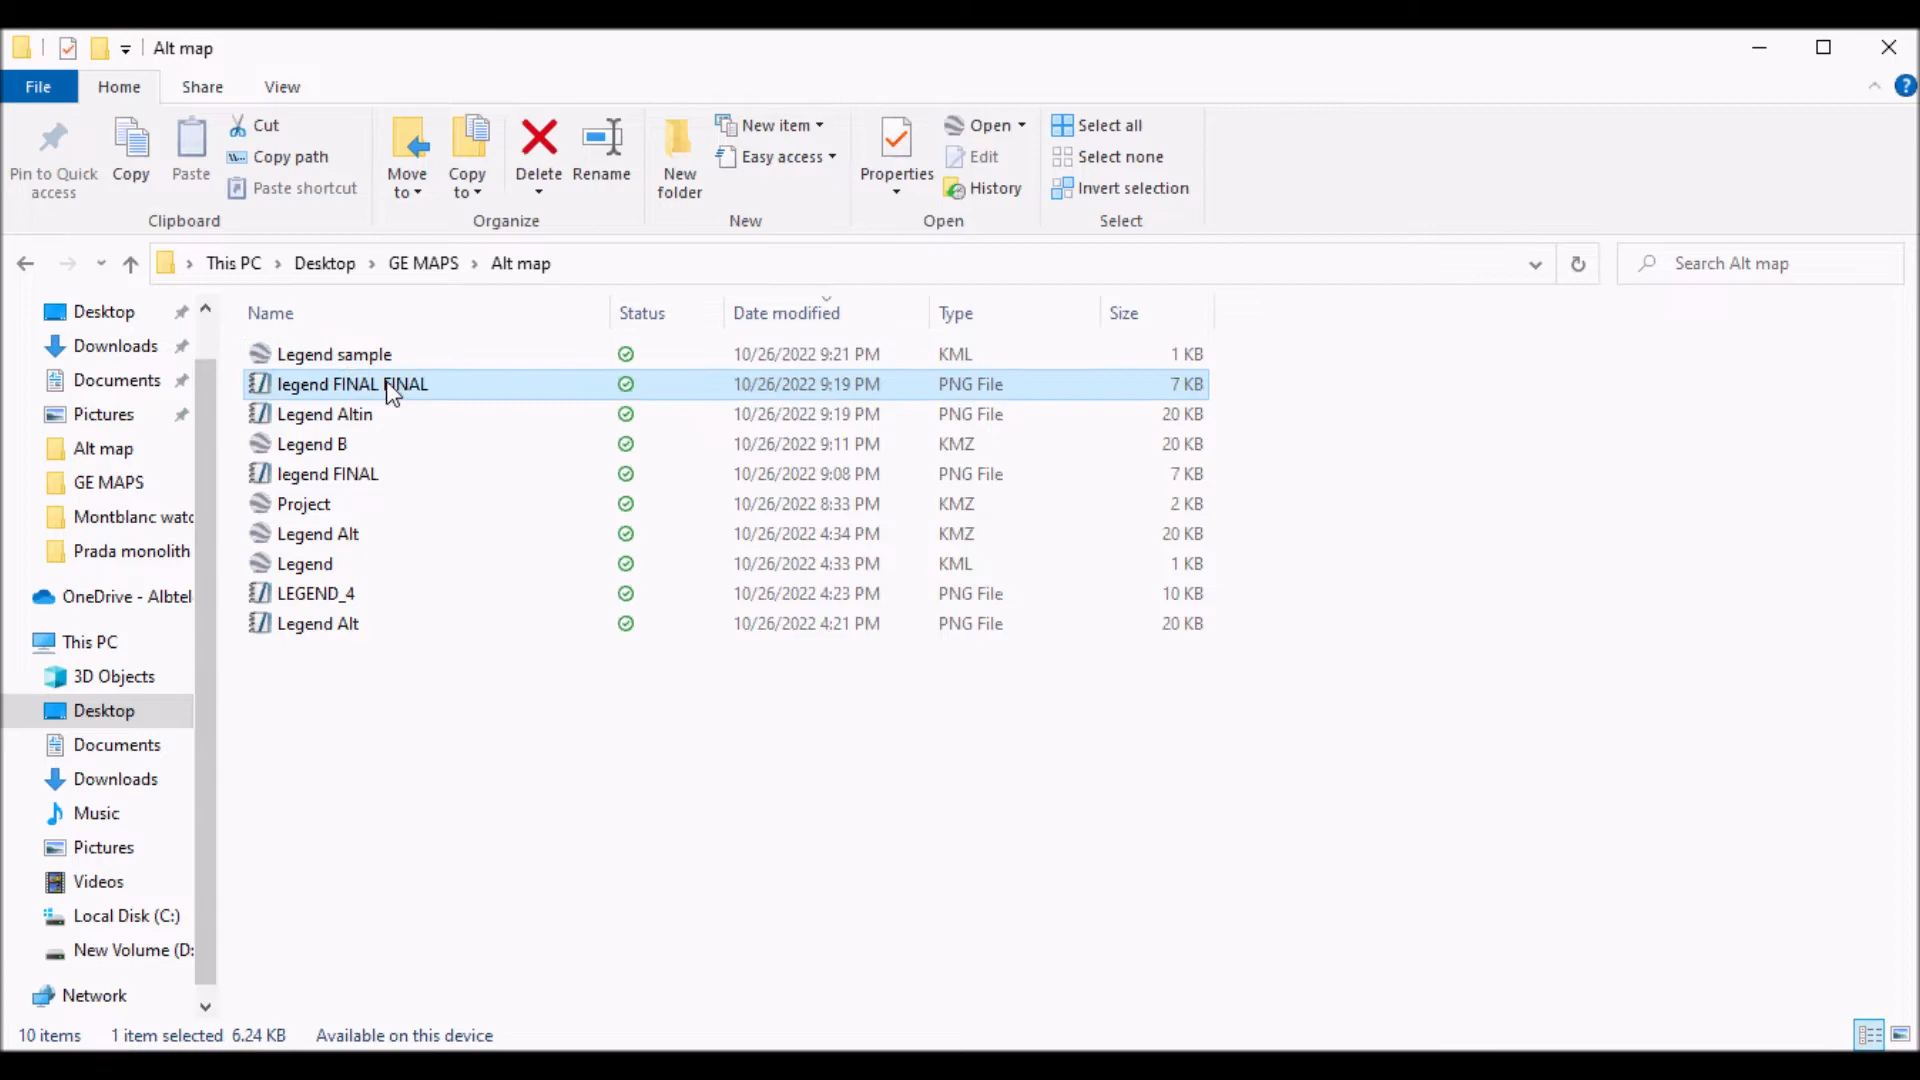 Alt map
File Home Share View
Pin to Quick access
Copy
Paste
Cut
Copy path
Paste shortcut
Clipboard
Move to
Copy to
Delete
Rename
Organize
New folder
New item
Easy access
New
Properties
Open
Edit
History
Open
Select all
Select none
Invert selection
Select
This PC > Desktop > GE MAPS > Alt map
Search Alt map
Desktop
Downloads
Documents
Pictures
Alt map
GE MAPS
Montblanc watc
Prada monolith
OneDrive - Albtel
This PC
3D Objects
Desktop
Documents
Downloads
Music
Pictures
Videos
Local Disk (C:)
New Volume (D:
Network
Name Status Date modified Type Size
Legend sample 10/26/2022 9:21 PM KML 1 KB
legend FINAL FINAL 10/26/2022 9:19 PM PNG File 7 KB
Legend Altin 10/26/2022 9:19 PM PNG File 20 KB
Legend B 10/26/2022 9:11 PM KMZ 20 KB
legend FINAL 10/26/2022 9:08 PM PNG File 7 KB
Project 10/26/2022 8:33 PM KMZ 2 KB
Legend Alt 10/26/2022 4:34 PM KMZ 20 KB
Legend 10/26/2022 4:33 PM KML 1 KB
LEGEND_4 10/26/2022 4:23 PM PNG File 10 KB
Legend Alt 10/26/2022 4:21 PM PNG File 20 KB
10 items 1 item selected 6.24 KB Available on this device